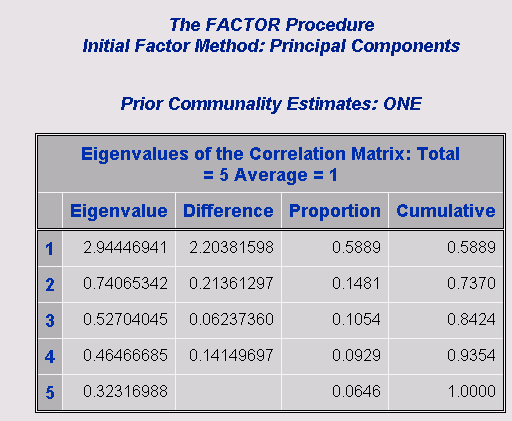 The FACTOR Procedure
Initial Factor Method: Principal Components
Prior Communality Estimates: ONE
Eigenvalues of the Correlation Matrix: Total
= 5 Average = 1
Eigenvalue Difference Proportion Cumulative
1 2.94446941 2.20381598 0.5889 0.5889
2 0.74065342 0.21361297 0.1481 0.7370
3 0.52704045 0.06237360 0.1054 0.8424
4 0.46466685 0.14149697 0.0929 0.9354
5 0.32316988 0.0646 1.0000